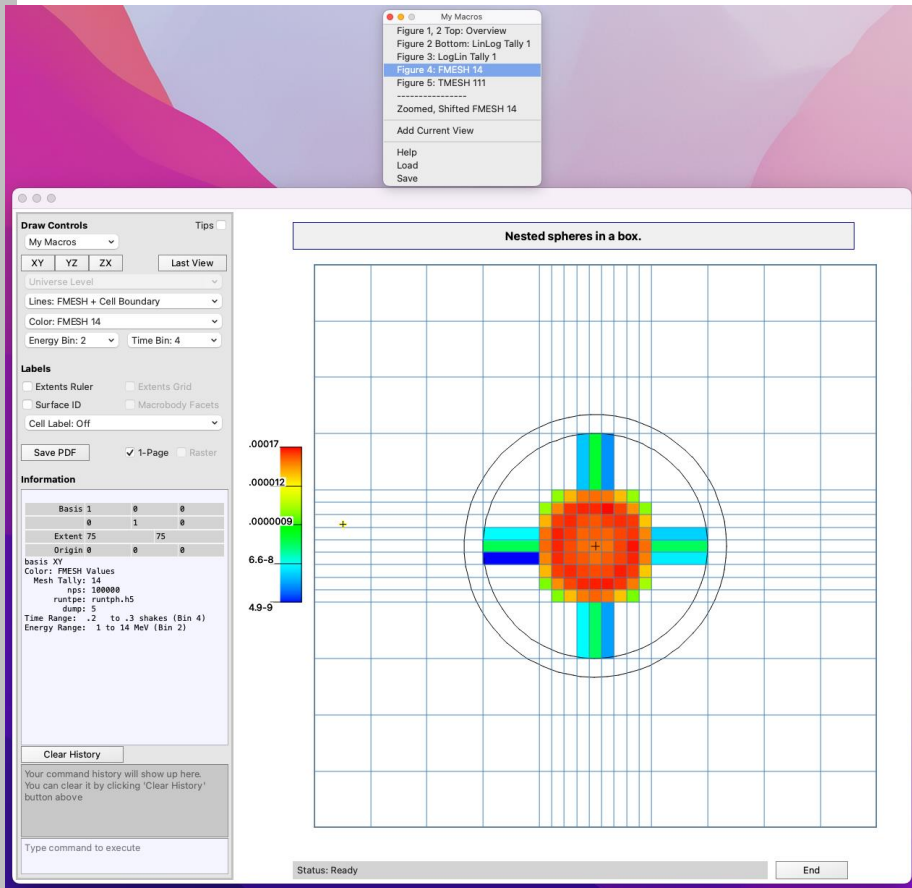 My Macros
Figure 1, 2 Top: Overview
Figure 2 Bottom: LinLog Tally 1
Figure 3: LogLin Tally 1
Figure 4: FMESH 14
Figure 5: TMESH 111
----------------
Zoomed, Shifted FMESH 14
Add Current View
Help
Load
Save
Draw Controls Tips
My Macros
XY YZ ZX Last View
Universe Level
Lines: FMESH + Cell Boundary
Color: FMESH 14
Energy Bin: 2 Time Bin: 4
Labels
Extents Ruler Extents Grid
Surface ID Macrobody Facets
Cell Label: Off
Save PDF 1-Page Raster
Information
Basis 1 0 0
0 1 0
Extent 75 75
Origin 0 0 0
basis XY
Color: FMESH Values
Mesh Tally: 14
nps: 100000
runtpe: runtph.h5
dump: 5
Time Range: .2 to .3 shakes (Bin 4)
Energy Range: 1 to 14 MeV (Bin 2)
Clear History
Your command history will show up here.
You can clear it by clicking 'Clear History'
button above
Type command to execute
Nested spheres in a box.
.00017
.000012
.0000009
6.6-8
4.9-9
Status: Ready
End